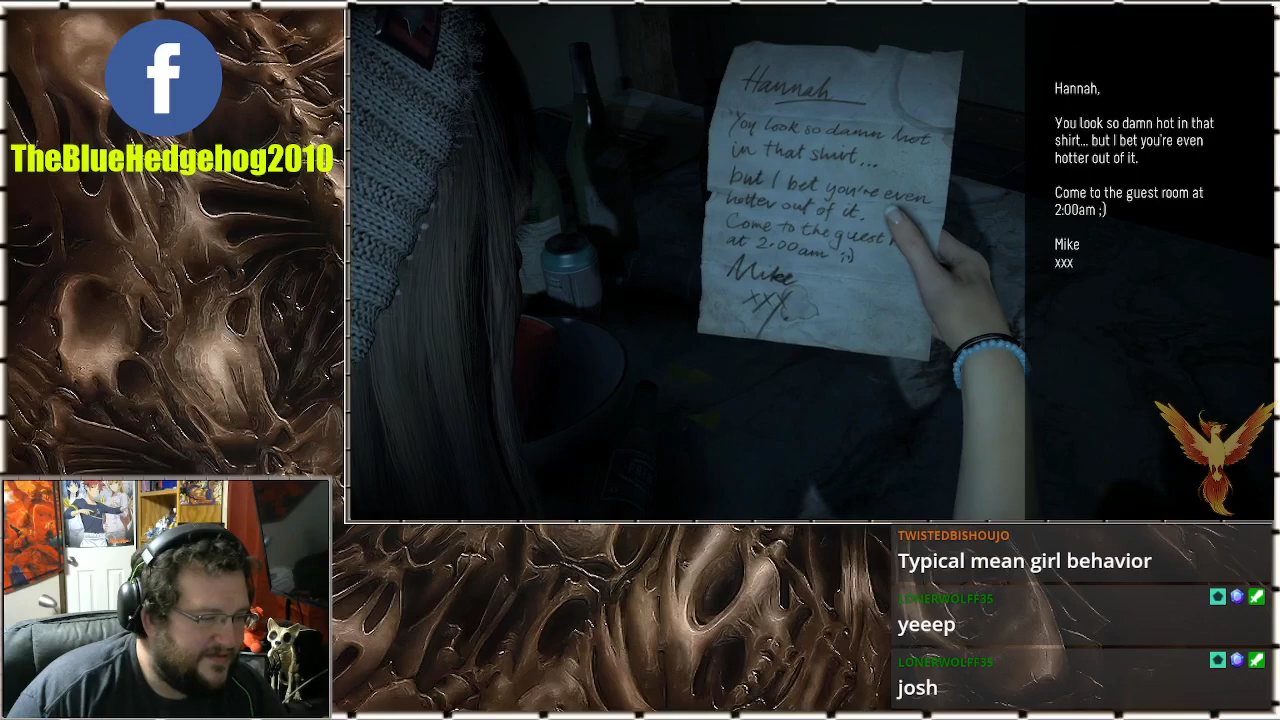 f
TheBlueHedgehog2010
Hannah
You look so damn hot
in that shirt...
but I bet you're even
hotter out of it.
Come to the guest
at 2:00am ;)
Mike
xxx
Hannah,
You look so damn hot in that
shirt... but I bet you're even
hotter out of it.
Come to the guest room at
2:00am ;)
Mike
xxx
TWISTEDBISHOUJO
Typical mean girl behavior
LONERWOLFF35
yeeep
LONERWOLFF35
josh